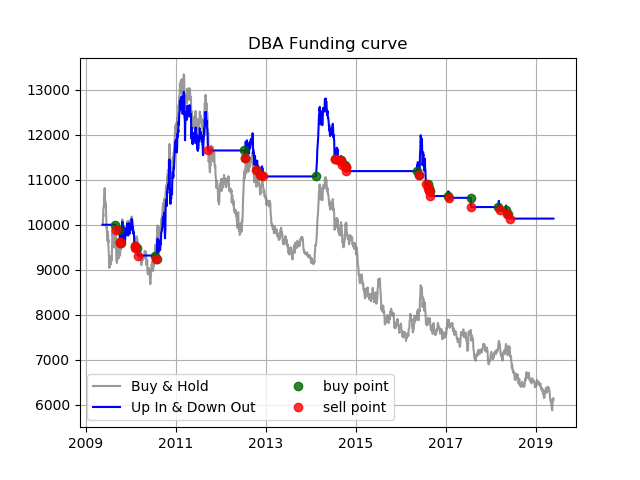 DBA Funding curve
13000
12000
11000
10000
9000
8000
7000
6000
Buy & Hold
Up In & Down Out
buy point
sell point
2009 2011 2013 2015 2017 2019